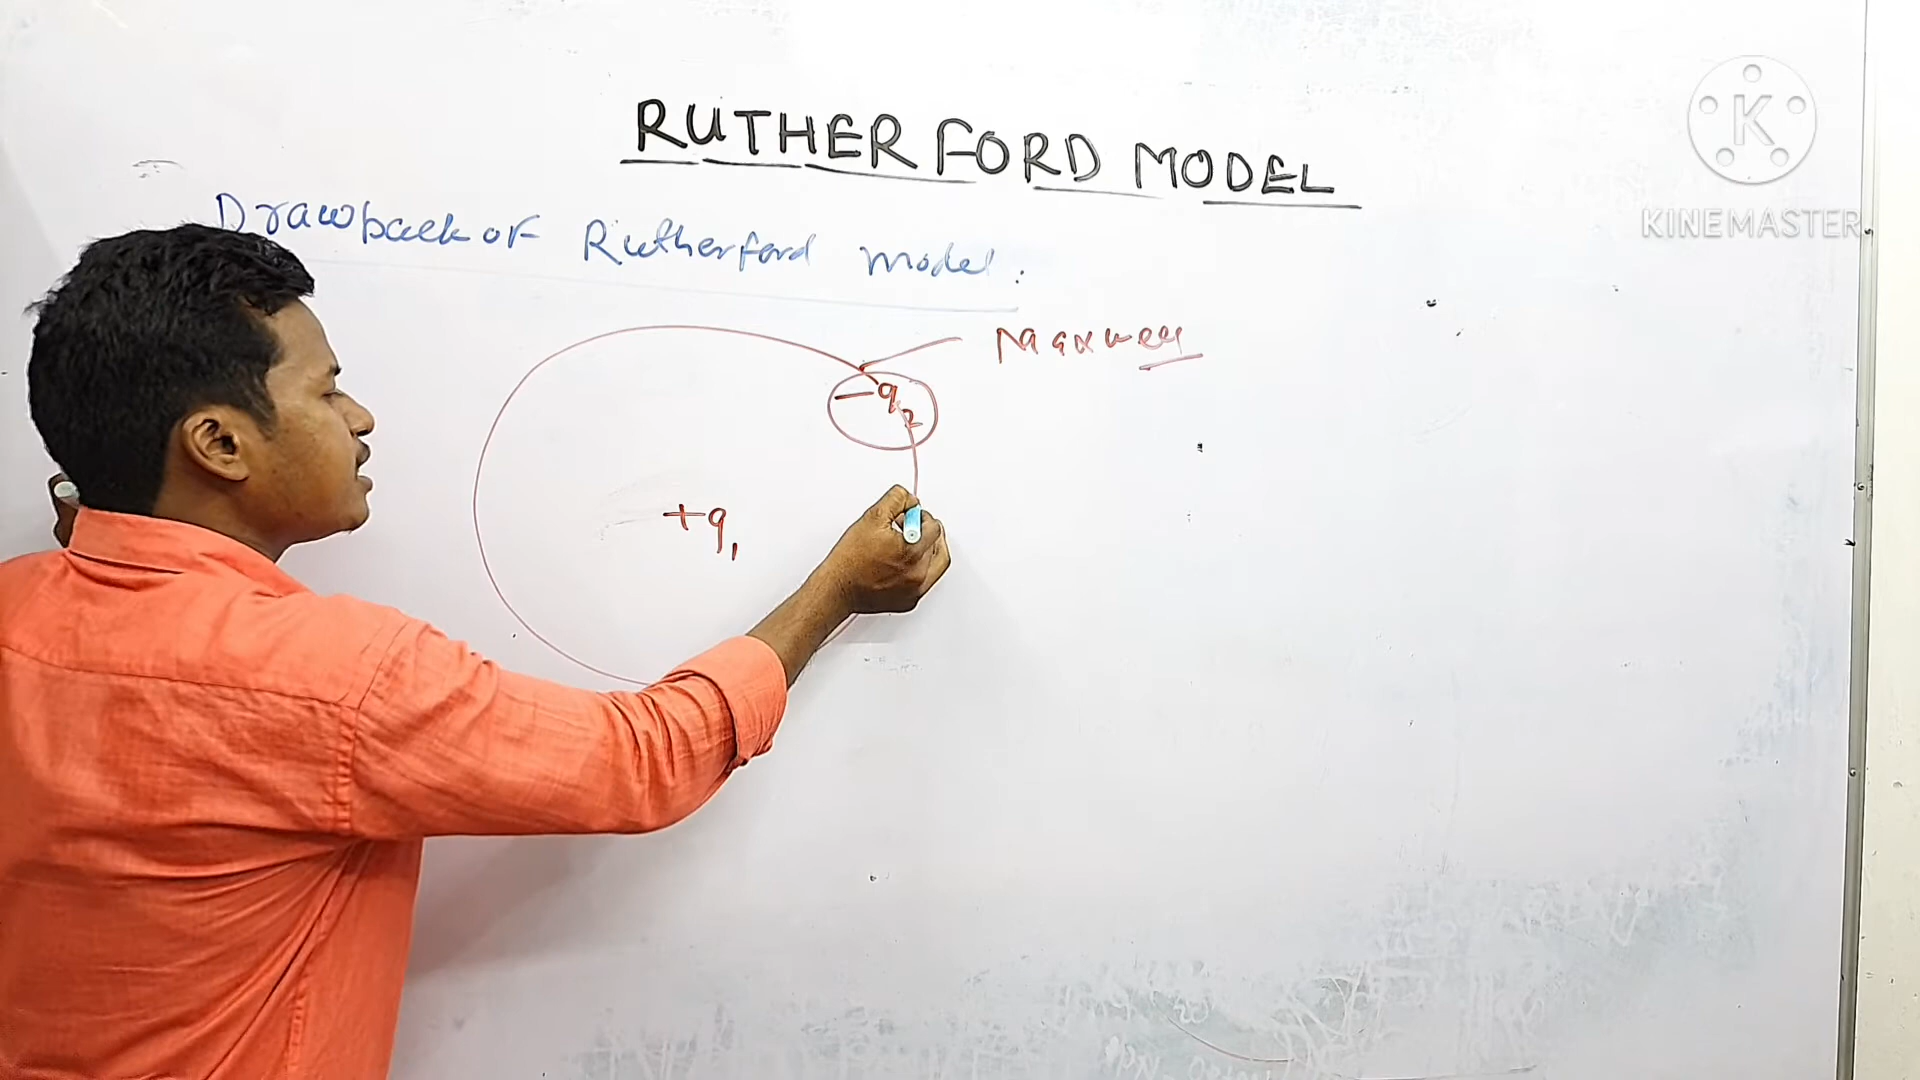 RUTHERFORD MODEL
K
KINEMASTER
Drawback of Rutherford model:
Maxwell
-q2
+q1